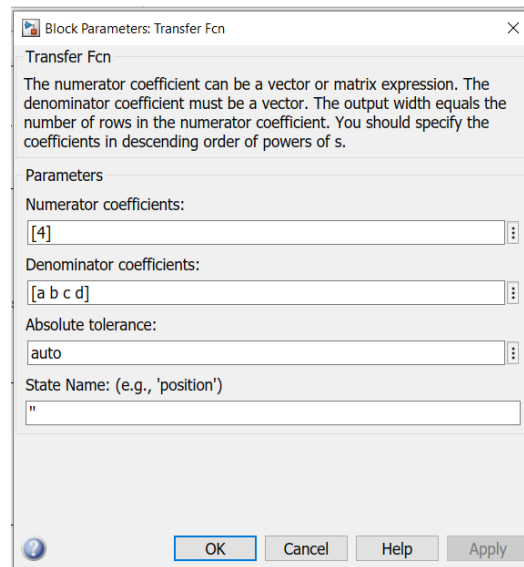 Block Parameters: Transfer Fcn
Transfer Fcn
The numerator coefficient can be a vector or matrix expression. The
denominator coefficient must be a vector. The output width equals the
number of rows in the numerator coefficient. You should specify the
coefficients in descending order of powers of s.
Parameters
Numerator coefficients:
[4]
Denominator coefficients:
[a b c d]
Absolute tolerance:
auto
State Name: (e.g., 'position')
''
OK Cancel Help Apply